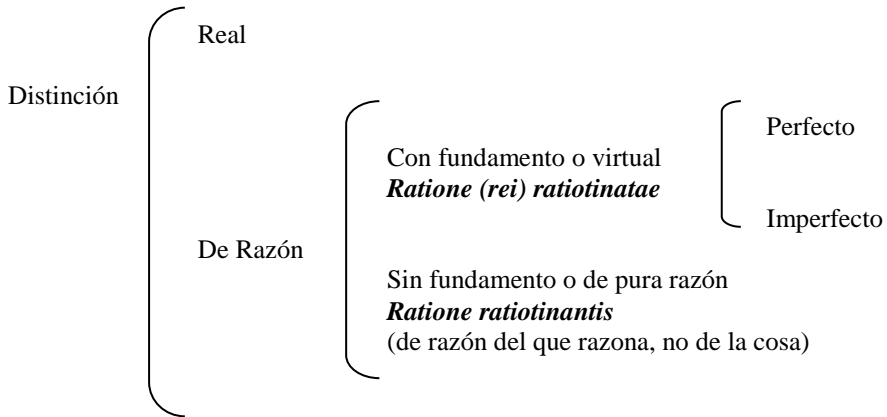 Real
Distinción
Perfecto
Con fundamento o virtual
Ratione (rei) ratiotinatae
Imperfecto
De Razón
Sin fundamento o de pura razón
Ratione ratiotinantis
(de razón del que razona, no de la cosa)